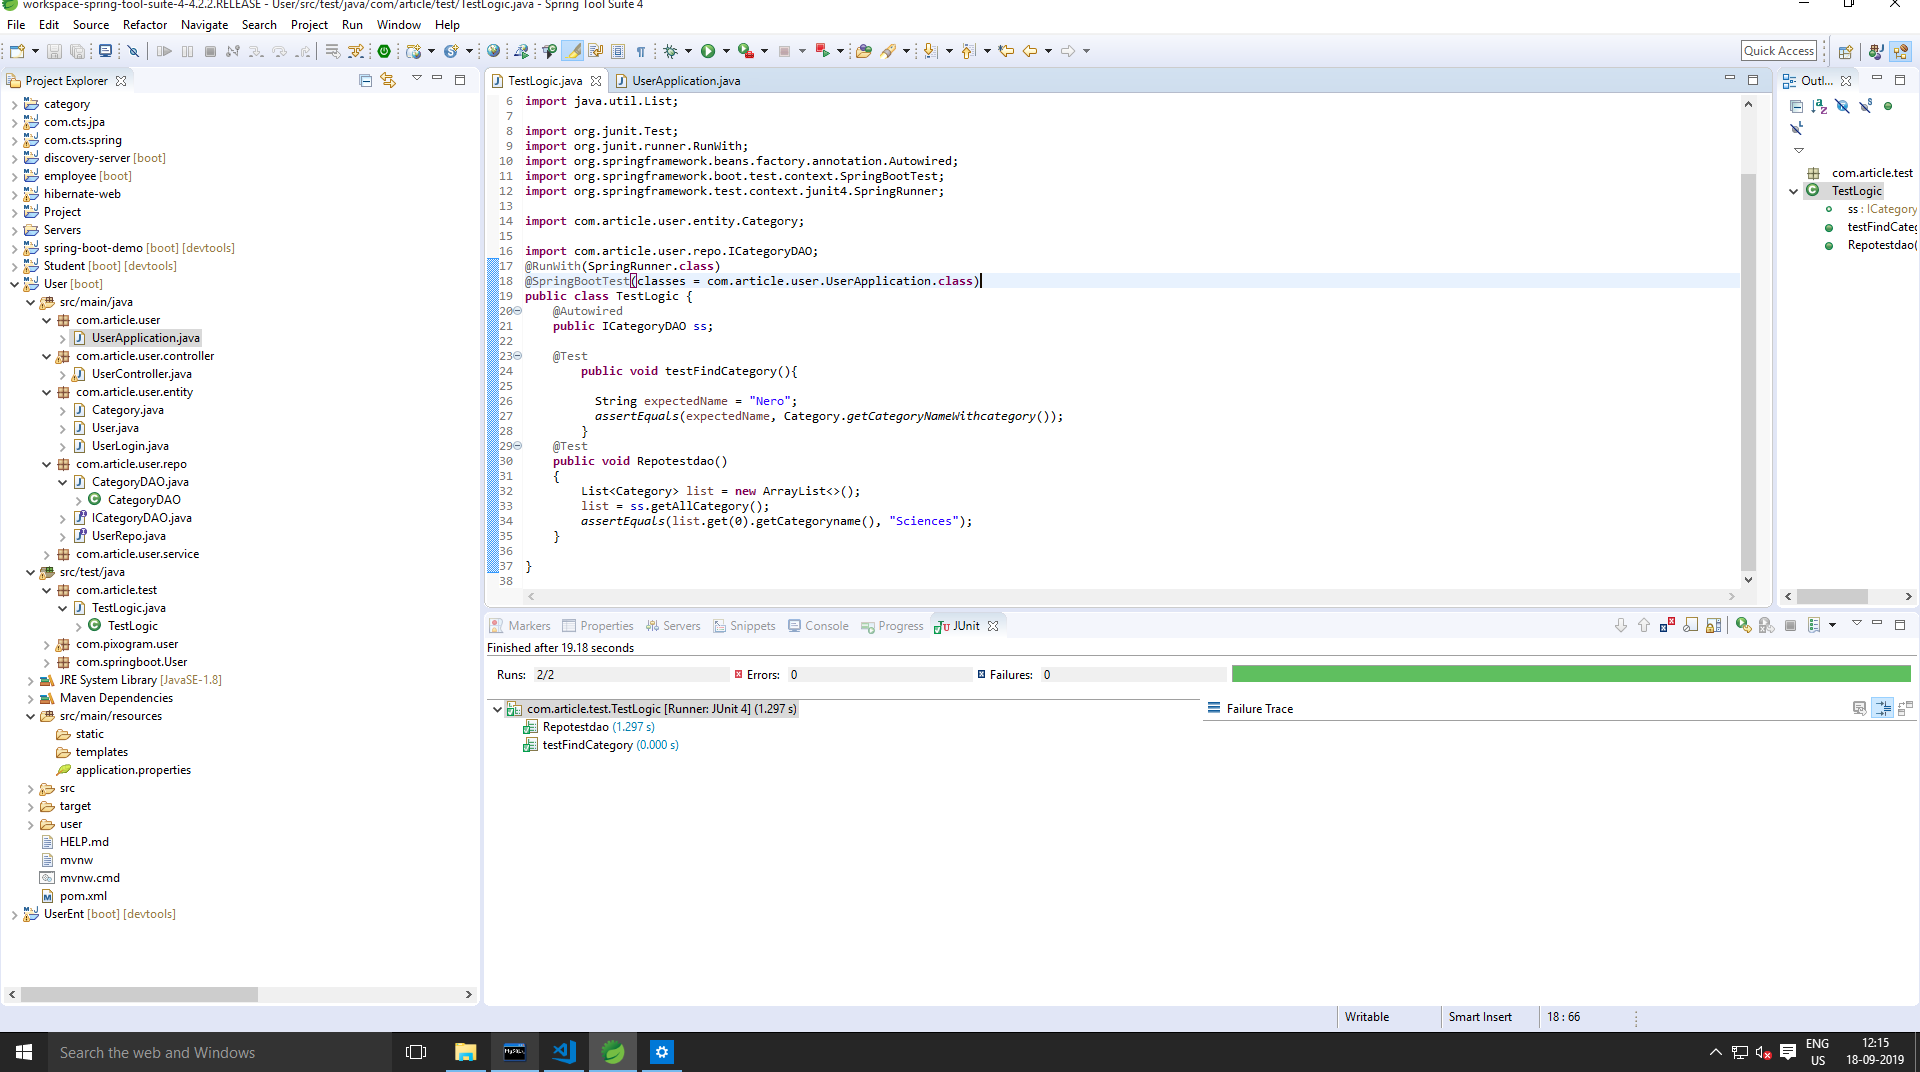 workspace-spring-tool-suite-4-4.2.2.RELEASE - User/src/test/java/com/article/test/TestLogic.java - Spring Tool Suite 4
File Edit Source Refactor Navigate Search Project Run Window Help
Quick Access
Project Explorer
category
com.cts.jpa
com.cts.spring
discovery-server [boot]
employee [boot]
hibernate-web
Project
Servers
spring-boot-demo [boot] [devtools]
Student [boot] [devtools]
User [boot]
src/main/java
com.article.user
UserApplication.java
com.article.user.controller
UserController.java
com.article.user.entity
Category.java
User.java
UserLogin.java
com.article.user.repo
CategoryDAO.java
CategoryDAO
ICategoryDAO.java
UserRepo.java
com.article.user.service
src/test/java
com.article.test
TestLogic.java
TestLogic
com.pixogram.user
com.springboot.User
JRE System Library [JavaSE-1.8]
Maven Dependencies
src/main/resources
static
templates
application.properties
src
target
user
HELP.md
mvnw
mvnw.cmd
pom.xml
UserEnt [boot] [devtools]
TestLogic.java UserApplication.java
6 import java.util.List;
7
8 import org.junit.Test;
9 import org.junit.runner.RunWith;
10 import org.springframework.beans.factory.annotation.Autowired;
11 import org.springframework.boot.test.context.SpringBootTest;
12 import org.springframework.test.context.junit4.SpringRunner;
13
14 import com.article.user.entity.Category;
15
16 import com.article.user.repo.ICategoryDAO;
17 @RunWith(SpringRunner.class)
18 @SpringBootTest(classes = com.article.user.UserApplication.class)
19 public class TestLogic {
20 @Autowired
21 public ICategoryDAO ss;
22
23 @Test
24 public void testFindCategory(){
25
26 String expectedName = "Nero";
27 assertEquals(expectedName, Category.getCategoryNameWithcategory());
28 }
29 @Test
30 public void Repotestdao()
31 {
32 List<Category> list = new ArrayList<>();
33 list = ss.getAllCategory();
34 assertEquals(list.get(0).getCategoryname(), "Sciences");
35 }
36
37 }
38
Outl...
com.article.test
TestLogic
ss : ICategory
testFindCateg
Repotestdao(
Markers Properties Servers Snippets Console Progress JUnit
Finished after 19.18 seconds
Runs: 2/2 Errors: 0 Failures: 0
com.article.test.TestLogic [Runner: JUnit 4] (1.297 s)
Repotestdao (1.297 s)
testFindCategory (0.000 s)
Failure Trace
Writable Smart Insert 18 : 66
Search the web and Windows
ENG
US
12:15
18-09-2019